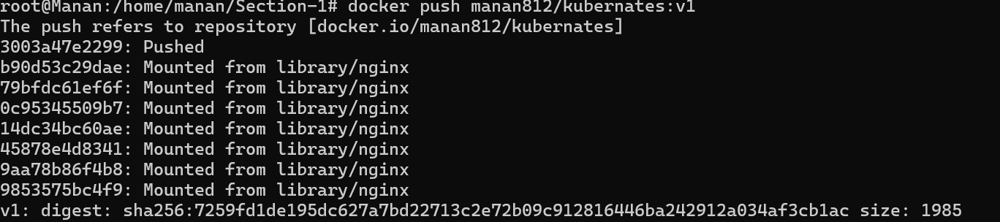 root@Manan:/home/manan/Section-1# docker push manan812/kubernates:v1
The push refers to repository [docker.io/manan812/kubernates]
3003a47e2299: Pushed
b90d53c29dae: Mounted from library/nginx
79bfdc61ef6f: Mounted from library/nginx
0c95345509b7: Mounted from library/nginx
14dc34bc60ae: Mounted from library/nginx
45878e4d8341: Mounted from library/nginx
9aa78b86f4b8: Mounted from library/nginx
9853575bc4f9: Mounted from library/nginx
v1: digest: sha256:7259fd1de195dc627a7bd22713c2e72b09c912816446ba242912a034af3cb1ac size: 1985